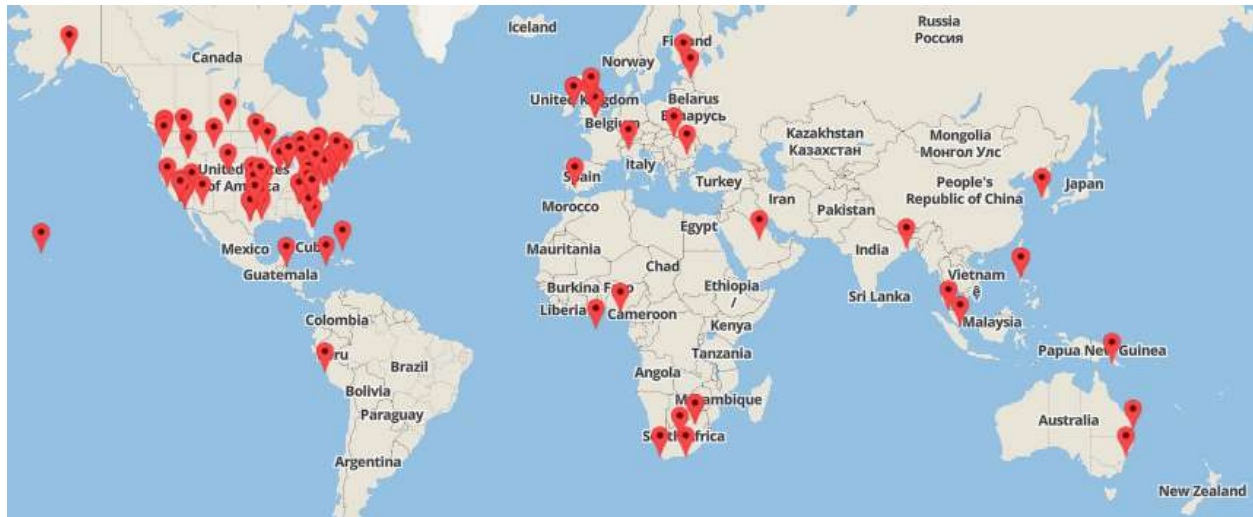 Iceland
Russia
Россия
Canada
Finland
Norway
United Kingdom
Belarus
Беларусь
Belgium
Kazakhstan
Казахстан
Mongolia
Монгол Улс
Italy
United States
of America
Spain
Turkey
People's
Republic of China
Japan
Morocco
Iran
Pakistan
Egypt
Mexico
Cuba
Mauritania
India
Guatemala
Chad
Vietnam
Burkina Faso
Ethiopia
/
Sri Lanka
Liberia
Cameroon
Colombia
Malaysia
Kenya
Peru
Tanzania
Papua New Guinea
Brazil
Angola
Bolivia
Mozambique
Paraguay
Australia
South Africa
Argentina
New Zealand